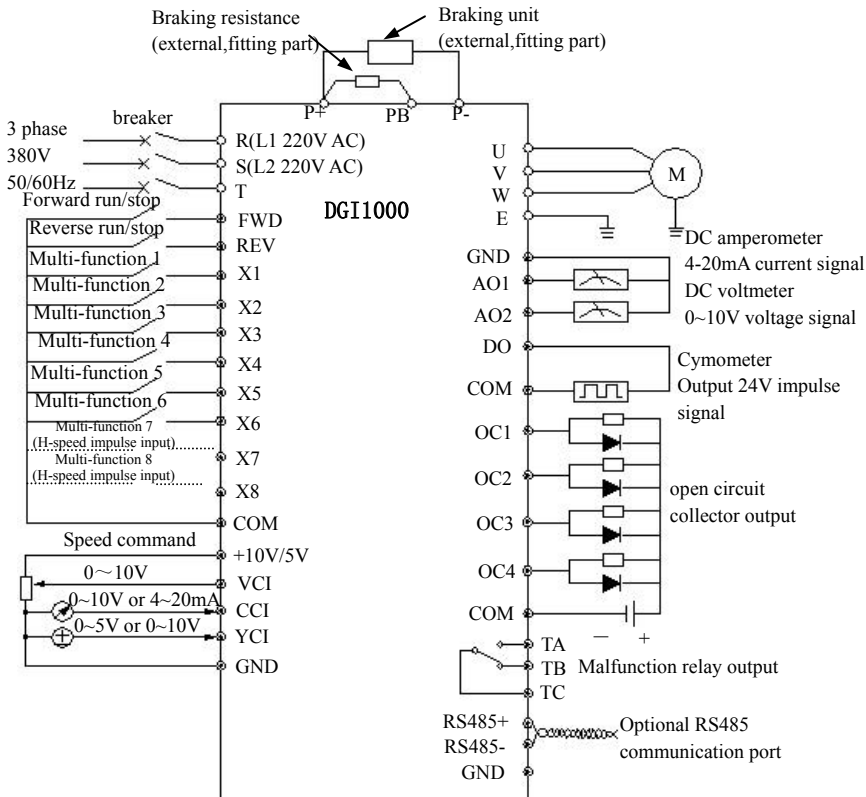 Braking resistance
(external,fitting part)
Braking unit
(external,fitting part)
P+
PB
P-
3 phase
380V
50/60Hz
breaker
R(L1 220V AC)
S(L2 220V AC)
T
DGI1000
Forward run/stop
FWD
Reverse run/stop
REV
Multi-function 1
X1
Multi-function 2
X2
Multi-function 3
X3
Multi-function 4
X4
Multi-function 5
X5
Multi-function 6
X6
Multi-function 7
(H-speed impulse input)
X7
Multi-function 8
(H-speed impulse input)
X8
COM
Speed command
+10V/5V
0～10V
VCI
0~10V or 4~20mA
CCI
0~5V or 0~10V
YCI
GND
U
V
W
E
M
GND
AO1
AO2
DC amperometer
4-20mA current signal
DC voltmeter
0~10V voltage signal
DO
COM
Cymometer
Output 24V impulse
signal
OC1
OC2
OC3
OC4
open circuit
collector output
COM
— +
TA
TB
TC
Malfunction relay output
RS485+
RS485-
GND
Optional RS485
communication port